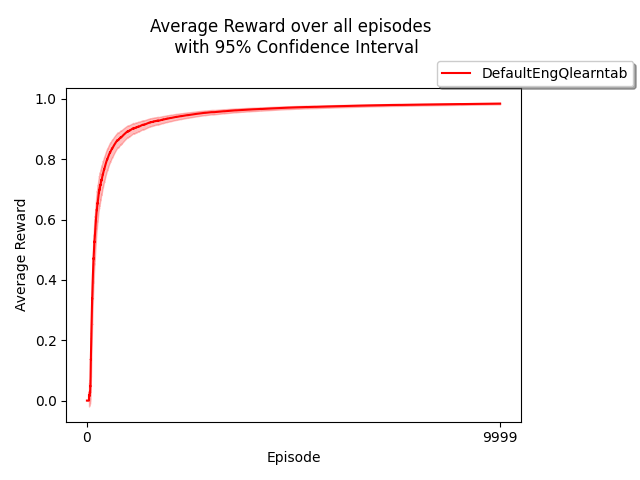 Average Reward over all episodes
with 95% Confidence Interval
DefaultEngQlearntab
1.0
0.8
0.6
0.4
0.2
0.0
Average Reward
0
9999
Episode